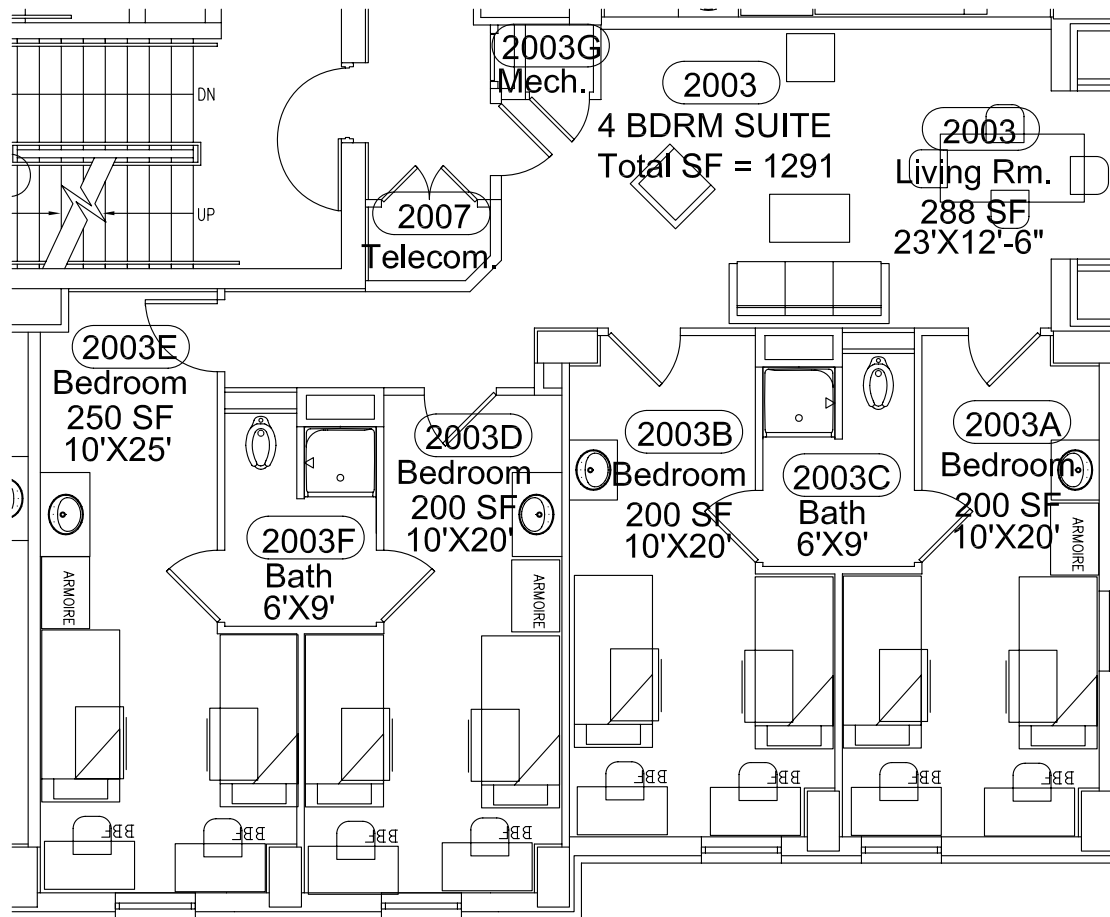 DN
UP
2003G
Mech.
2003
4 BDRM SUITE
Total SF = 1291
2003
Living Rm.
288 SF
23'X12'-6"
2007
Telecom.
2003E
Bedroom
250 SF
10'X25'
2003D
Bedroom
200 SF
10'X20'
2003B
Bedroom
200 SF
10'X20'
2003A
Bedroom
200 SF
10'X20'
2003C
Bath
6'X9'
2003F
Bath
6'X9'
ARMOIRE
ARMOIRE
ARMOIRE
BBF
BBF
BBF
BBF
BBF
BBF
BBF
BBF